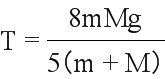 T = 8mMg / 5(m + M)